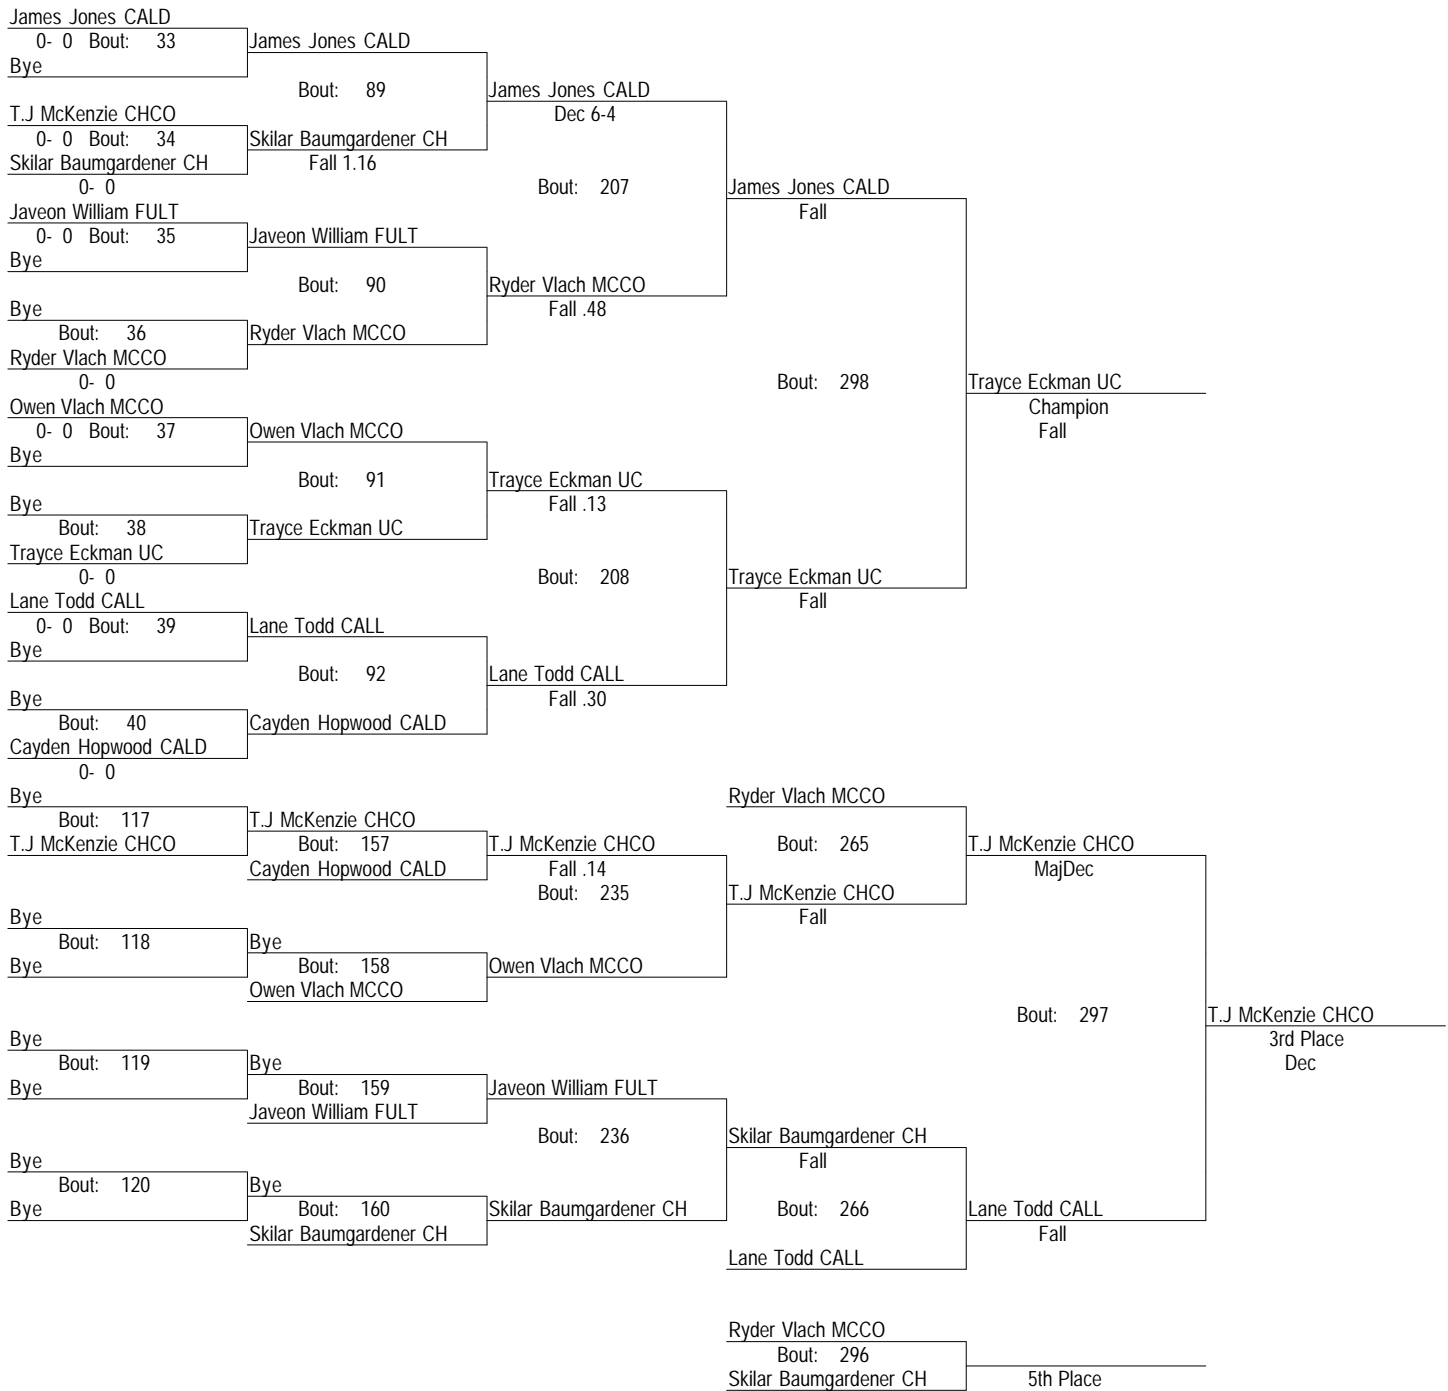 James Jones CALD
0- 0 Bout: 33
Bye
James Jones CALD
Bout: 89
T.J McKenzie CHCO
0- 0 Bout: 34
Skilar Baumgardener CH
0- 0
Skilar Baumgardener CH
Fall 1.16
James Jones CALD
Dec 6-4
Bout: 207
Javeon William FULT
0- 0 Bout: 35
Bye
Javeon William FULT
Bout: 90
Bye
Bout: 36
Ryder Vlach MCCO
0- 0
Ryder Vlach MCCO
Ryder Vlach MCCO
Fall .48
James Jones CALD
Fall
Bout: 298
Trayce Eckman UC
Champion
Fall
Owen Vlach MCCO
0- 0 Bout: 37
Bye
Owen Vlach MCCO
Bout: 91
Bye
Bout: 38
Trayce Eckman UC
0- 0
Trayce Eckman UC
Trayce Eckman UC
Fall .13
Bout: 208
Trayce Eckman UC
Fall
Lane Todd CALL
0- 0 Bout: 39
Bye
Lane Todd CALL
Bout: 92
Bye
Bout: 40
Cayden Hopwood CALD
0- 0
Cayden Hopwood CALD
Lane Todd CALL
Fall .30
Bye
Bout: 117
T.J McKenzie CHCO
T.J McKenzie CHCO
Bout: 157
Cayden Hopwood CALD
T.J McKenzie CHCO
Fall .14
Bout: 235
Bye
Bout: 118
Bye
Bye
Bout: 158
Owen Vlach MCCO
Owen Vlach MCCO
Ryder Vlach MCCO
Bout: 265
T.J McKenzie CHCO
Fall
T.J McKenzie CHCO
MajDec
Bout: 297
T.J McKenzie CHCO
3rd Place
Dec
Bye
Bout: 119
Bye
Bye
Bout: 159
Javeon William FULT
Javeon William FULT
Bout: 236
Bye
Bout: 120
Bye
Bye
Bout: 160
Skilar Baumgardener CH
Skilar Baumgardener CH
Skilar Baumgardener CH
Fall
Bout: 266
Lane Todd CALL
Lane Todd CALL
Fall
Ryder Vlach MCCO
Bout: 296
Skilar Baumgardener CH
5th Place